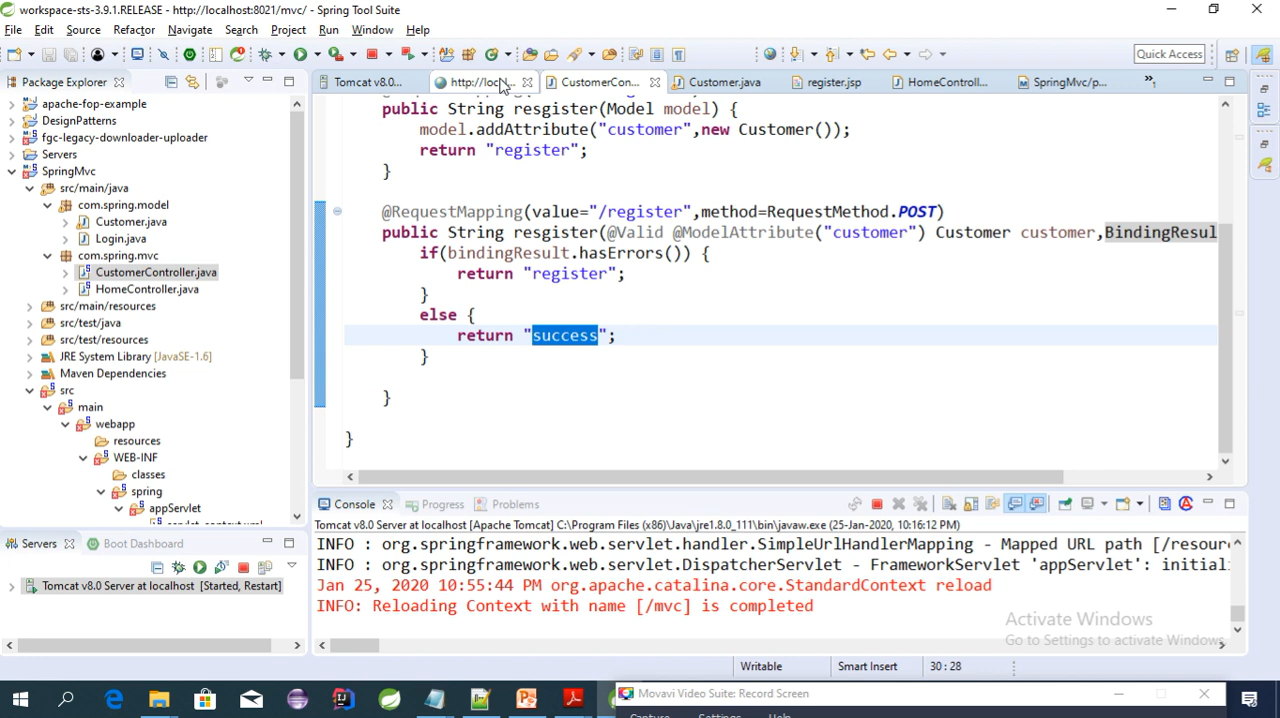 workspace-sts-3.9.1.RELEASE - http://localhost:8021/mvc/ - Spring Tool Suite
File Edit Source Refactor Navigate Search Project Run Window Help
Quick Access
Package Explorer
Tomcat v8.0... http://loc... CustomerCon... Customer.java register.jsp HomeControll... SpringMvc/p...
apache-fop-example
DesignPatterns
fgc-legacy-downloader-uploader
Servers
SpringMvc
src/main/java
com.spring.model
Customer.java
Login.java
com.spring.mvc
CustomerController.java
HomeController.java
src/main/resources
src/test/java
src/test/resources
JRE System Library [JavaSE-1.6]
Maven Dependencies
src
main
webapp
resources
WEB-INF
classes
spring
appServlet
public String resgister(Model model) {
model.addAttribute("customer",new Customer());
return "register";
}
@RequestMapping(value="/register",method=RequestMethod.POST)
public String resgister(@Valid @ModelAttribute("customer") Customer customer,BindingResul
if(bindingResult.hasErrors()) {
return "register";
}
else {
return "success";
}
}
}
Servers Boot Dashboard
Tomcat v8.0 Server at localhost [Started, Restart]
Console Progress Problems
Tomcat v8.0 Server at localhost [Apache Tomcat] C:\Program Files (x86)\Java\jre1.8.0_111\bin\javaw.exe (25-Jan-2020, 10:16:12 PM)
INFO : org.springframework.web.servlet.handler.SimpleUrlHandlerMapping - Mapped URL path [/resour
INFO : org.springframework.web.servlet.DispatcherServlet - FrameworkServlet 'appServlet': initial
Jan 25, 2020 10:55:44 PM org.apache.catalina.core.StandardContext reload
INFO: Reloading Context with name [/mvc] is completed
Activate Windows
Go to Settings to activate Windows.
Writable Smart Insert 30 : 28
Movavi Video Suite: Record Screen
Capture Settings Help